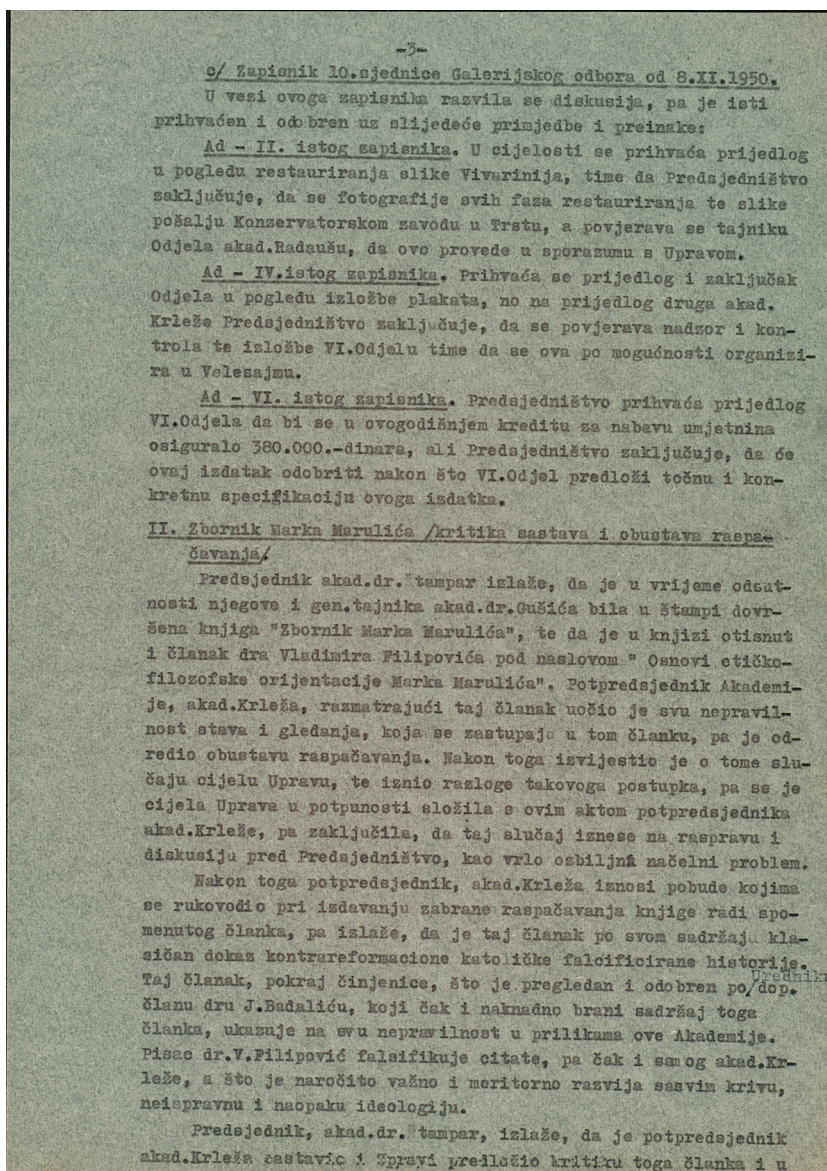 -3-
c/ Zapisnik 10.sjednice Galerijskog odbora od 8.XI.1950.
U vezi ovoga zapisnika razvila se diskusija, pa je isti
prihvaćen i odobren uz slijedeće primjedbe i preinake:
Ad - II. istog zapisnika. U cijelosti se prihvaća prijedlog
u pogledu restauriranja slike Vivarinija, time da Predsjedništvo
zaključuje, da se fotografije svih faza restauriranja te slike
pošalju Konzervatorskom zavodu u Trstu, a povjerava se tajniku
Odjela akad.Radaušu, da ovo provede u sporazumu s Upravom.
Ad - IV.istog zapisnika. Prihvaća se prijedlog i zaključak
Odjela u pogledu izložbe plakata, no na prijedlog druga akad.
Krleže Predsjedništvo zaključuje, da se povjerava nadzor i kon-
trola te izložbe VI.Odjelu time da se ova po mogućnosti organizi-
ra u Velesajmu.
Ad - VI. istog zapisnika. Predsjedništvo prihvaća prijedlog
VI.Odjela da bi se u ovogodišnjem kreditu za nabavu umjetnina
osiguralo 380.000.-dinara, ali Predsjedništvo zaključuje, da će
ovaj izdatak odobriti nakon što VI.Odjel predloži točnu i kon-
kretnu specifikaciju ovoga izdatka.
II. Zbornik Marka Marulića /kritika sastava i obustava raspa-
čavanja/
Predsjednik akad.dr. tampar izlaže, da je u vrijeme odsut-
nosti njegove i gen.tajnika akad.dr.Gušića bila u štampi dovr-
šena knjiga "Zbornik Marka Marulića", te da je u knjizi otisnut
i članak dra Vladimira Filipovića pod naslovom " Osnovi etičko-
filozofske orijentacije Marka Marulića". Potpredsjednik Akademi-
je, akad.Krleža, razmatrajući taj članak uočio je svu nepravil-
nost stava i gledanja, koja se zastupaju u tom članku, pa je od-
redio obustavu raspačavanja. Nakon toga izvijestio je o tome slu-
čaju cijelu Upravu, te iznio razloge takovoga postupka, pa se je
cijela Uprava u potpunosti složila s ovim aktom potpredsjednika
akad.Krleže, pa zaključila, da taj slučaj iznese na raspravu i
diskusiju pred Predsjedništvo, kao vrlo ozbiljna načelni problem.
Nakon toga potpredsjednik, akad.Krleža iznosi pobude kojima
se rukovodio pri izdavanju zabrane raspačavanja knjige radi spo-
menutog članka, pa izlaže, da je taj članak po svom sadržaju kla-
sičan dokaz kontrareformacione katoličke falcificirane historije.
Taj članak, pokraj činjenice, što je pregledan i odobren po/dop. Uredniku
članu dru J.Badaliću, koji čak i naknadno brani sadržaj toga
članka, ukazuje na svu nepravilnost u prilikama ove Akademije.
Pisac dr.V.Filipović falsifikuje citate, pa čak i samog akad.Kr-
leže, a što je naročito važno i meritorno razvija sasvim krivu,
neispravnu i naopaku ideologiju.
Predsjednik, akad.dr. tampar, izlaže, da je potpredsjednik
akad.Krleža sastavio i Upravi predložio kritiku toga članka i u